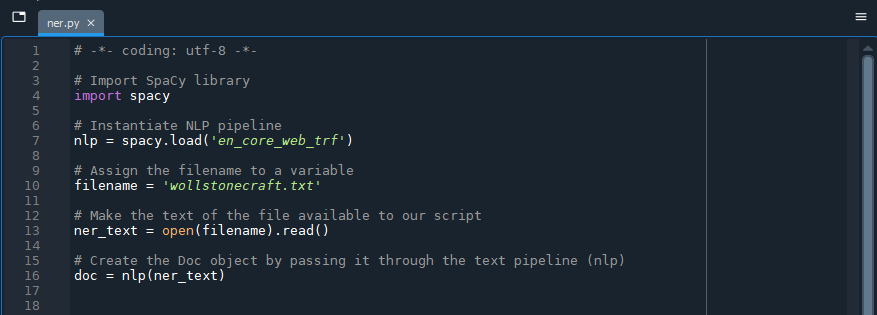 ner.py
1 # -*- coding: utf-8 -*-
2
3 # Import SpaCy library
4 import spacy
5
6 # Instantiate NLP pipeline
7 nlp = spacy.load('en_core_web_trf')
8
9 # Assign the filename to a variable
10 filename = 'wollstonecraft.txt'
11
12 # Make the text of the file available to our script
13 ner_text = open(filename).read()
14
15 # Create the Doc object by passing it through the text pipeline (nlp)
16 doc = nlp(ner_text)
17
18